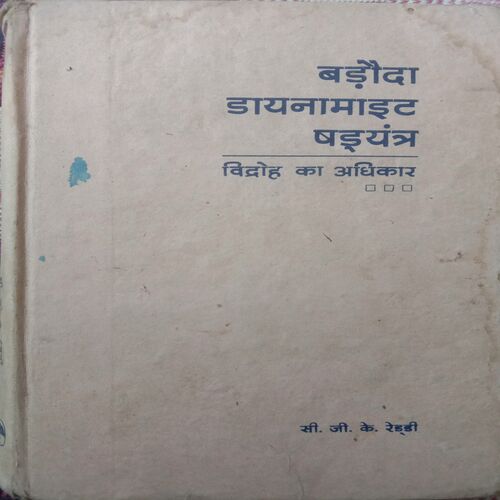 बड़ौदा
डायनामाइट
षड्यंत्र
विद्रोह का अधिकार
सी. जी. के. रेड्डी